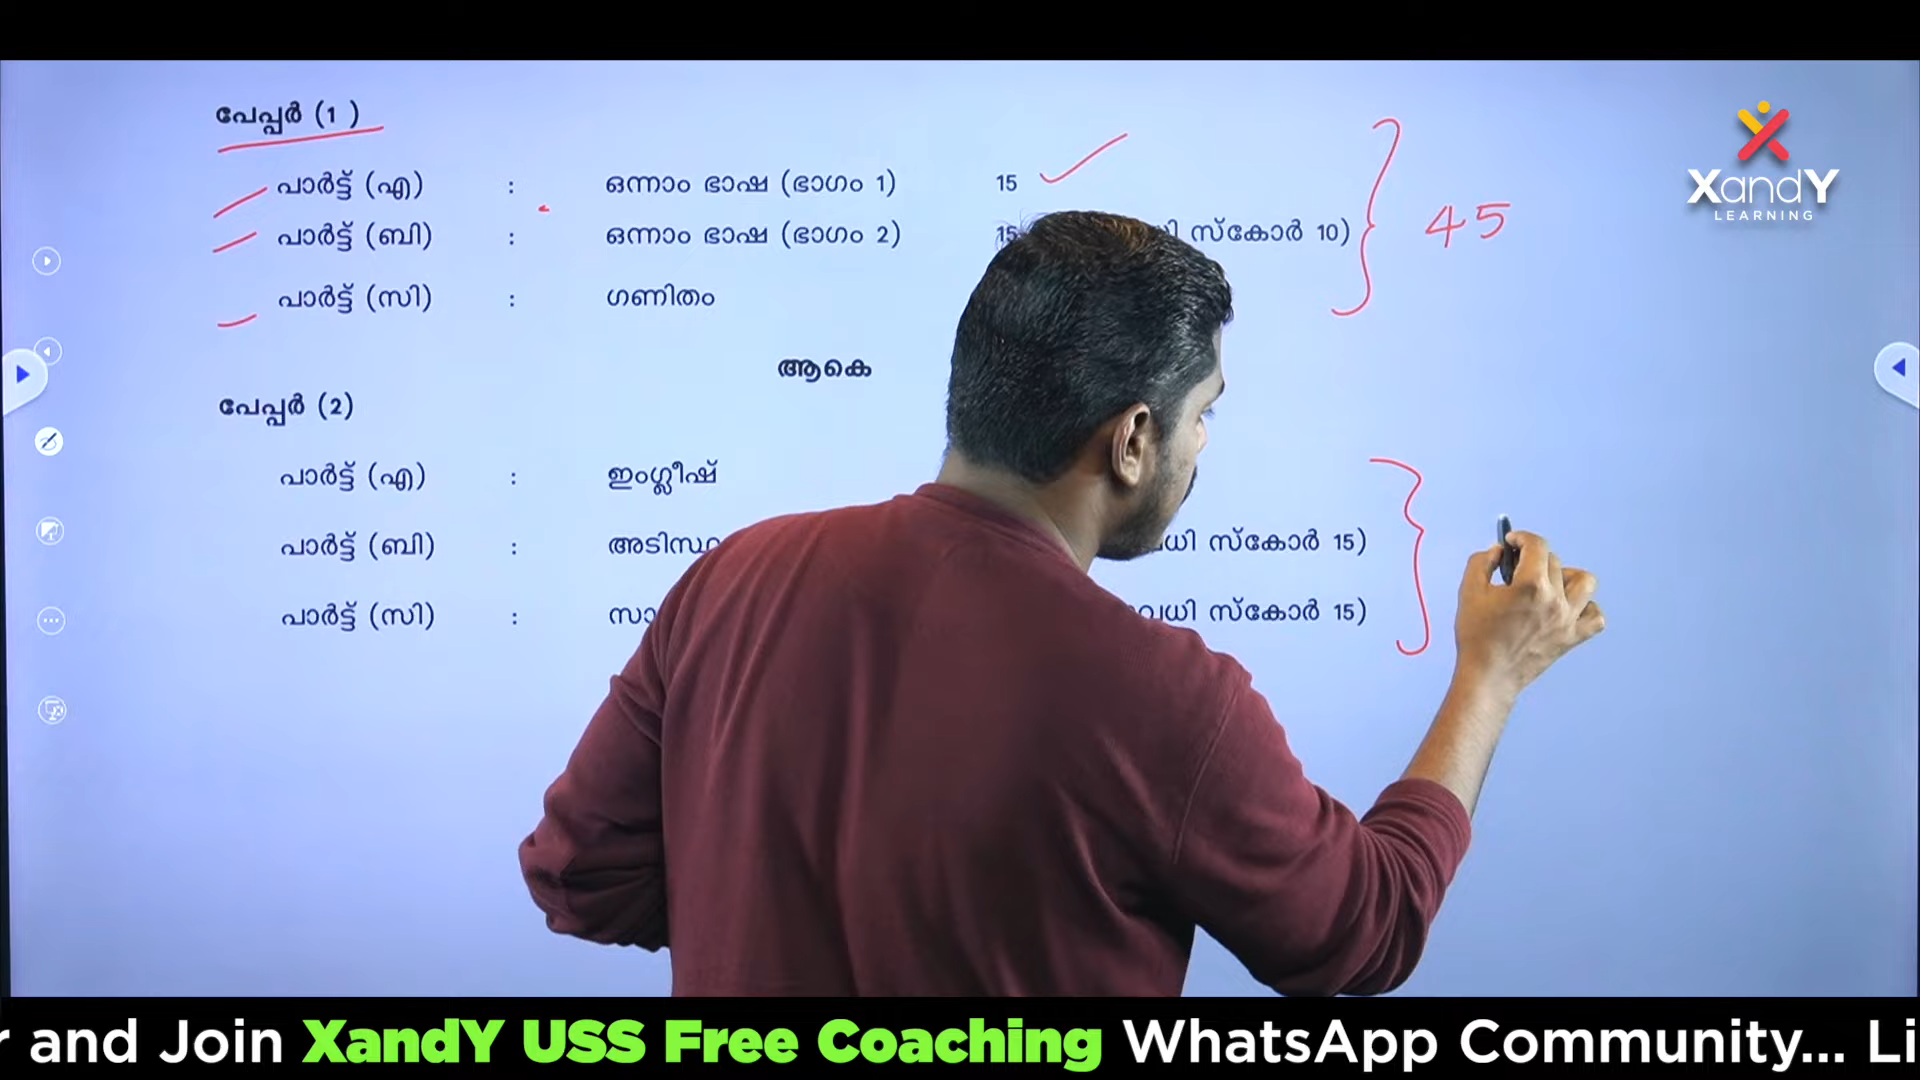 പേപ്പർ (1 )
പാർട്ട് (എ) : ഒന്നാം ഭാഷ (ഭാഗം 1) 15
പാർട്ട് (ബി) : ഒന്നാം ഭാഷ (ഭാഗം 2) 15 സ്കോർ 10)
45
പാർട്ട് (സി) : ഗണിതം
ആകെ
പേപ്പർ (2)
പാർട്ട് (എ) : ഇംഗ്ലീഷ്
പാർട്ട് (ബി) : സ്കോർ 15)
പാർട്ട് (സി) : സ്കോർ 15)
XandY
LEARNING
and Join XandY USS Free Coaching WhatsApp Community...